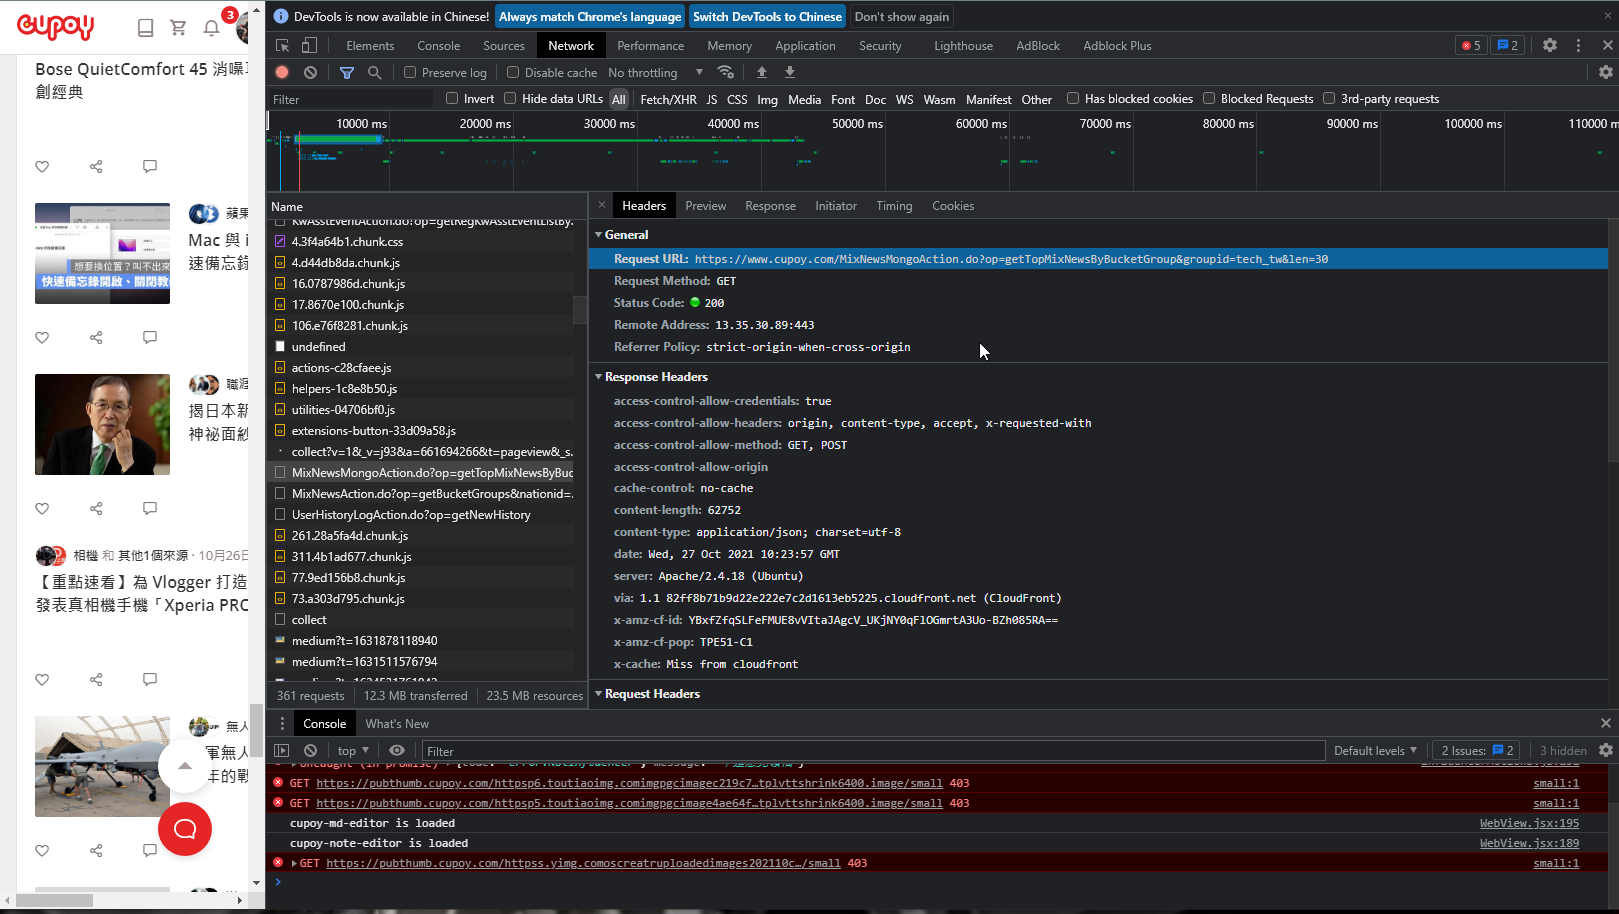 cupoy
3
Bose QuietComfort 45 消噪
創經典
蘋果
Mac 與 i
速備忘錄
想要換位置？叫不出來
快速備忘錄開啟、關閉教
職涯
揭日本新
神祕面紗
相機 和 其他1個來源 · 10月26日
【重點速看】為 Vlogger 打造
發表真相機手機「Xperia PRO
無人
軍無人
年的戰
DevTools is now available in Chinese! Always match Chrome's language Switch DevTools to Chinese Don't show again
Elements Console Sources Network Performance Memory Application Security Lighthouse AdBlock Adblock Plus 5 2
Preserve log Disable cache No throttling
Filter Invert Hide data URLs All Fetch/XHR JS CSS Img Media Font Doc WS Wasm Manifest Other Has blocked cookies Blocked Requests 3rd-party requests
10000 ms 20000 ms 30000 ms 40000 ms 50000 ms 60000 ms 70000 ms 80000 ms 90000 ms 100000 ms 110000 m
Name
KwAsstEventAction.do?op=getRegKwAsstEventListBy.
4.3f4a64b1.chunk.css
4.d44db8da.chunk.js
16.0787986d.chunk.js
17.8670e100.chunk.js
106.e76f8281.chunk.js
undefined
actions-c28cfaee.js
helpers-1c8e8b50.js
utilities-04706bf0.js
extensions-button-33d09a58.js
collect?v=1&_v=j93&a=661694266&t=pageview&_s.
MixNewsMongoAction.do?op=getTopMixNewsByBuc
MixNewsAction.do?op=getBucketGroups&nationid=.
UserHistoryLogAction.do?op=getNewHistory
261.28a5fa4d.chunk.js
311.4b1ad677.chunk.js
77.9ed156b8.chunk.js
73.a303d795.chunk.js
collect
medium?t=1631878118940
medium?t=1631511576794
361 requests 12.3 MB transferred 23.5 MB resources
Headers Preview Response Initiator Timing Cookies
General
Request URL: https://www.cupoy.com/MixNewsMongoAction.do?op=getTopMixNewsByBucketGroup&groupid=tech_tw&len=30
Request Method: GET
Status Code: 200
Remote Address: 13.35.30.89:443
Referrer Policy: strict-origin-when-cross-origin
Response Headers
access-control-allow-credentials: true
access-control-allow-headers: origin, content-type, accept, x-requested-with
access-control-allow-method: GET, POST
access-control-allow-origin
cache-control: no-cache
content-length: 62752
content-type: application/json; charset=utf-8
date: Wed, 27 Oct 2021 10:23:57 GMT
server: Apache/2.4.18 (Ubuntu)
via: 1.1 82ff8b71b9d22e222e7c2d1613eb5225.cloudfront.net (CloudFront)
x-amz-cf-id: YBxfZfqSLFeFMUE8vVItaJAgcV_UKjNY0qFlOGmrtA3Uo-BZh085RA==
x-amz-cf-pop: TPE51-C1
x-cache: Miss from cloudfront
Request Headers
Console What's New
top Filter Default levels 2 Issues: 2 3 hidden
GET https://pubthumb.cupoy.com/httpsp6.toutiaoimg.comimgpgcimagec219c7…tplvttshrink6400.image/small 403 small:1
GET https://pubthumb.cupoy.com/httpsp5.toutiaoimg.comimgpgcimage4ae64f…tplvttshrink6400.image/small 403 small:1
cupoy-md-editor is loaded WebView.jsx:195
cupoy-note-editor is loaded WebView.jsx:189
GET https://pubthumb.cupoy.com/httpss.yimg.comoscreatruploadedimages202110c…/small 403 small:1